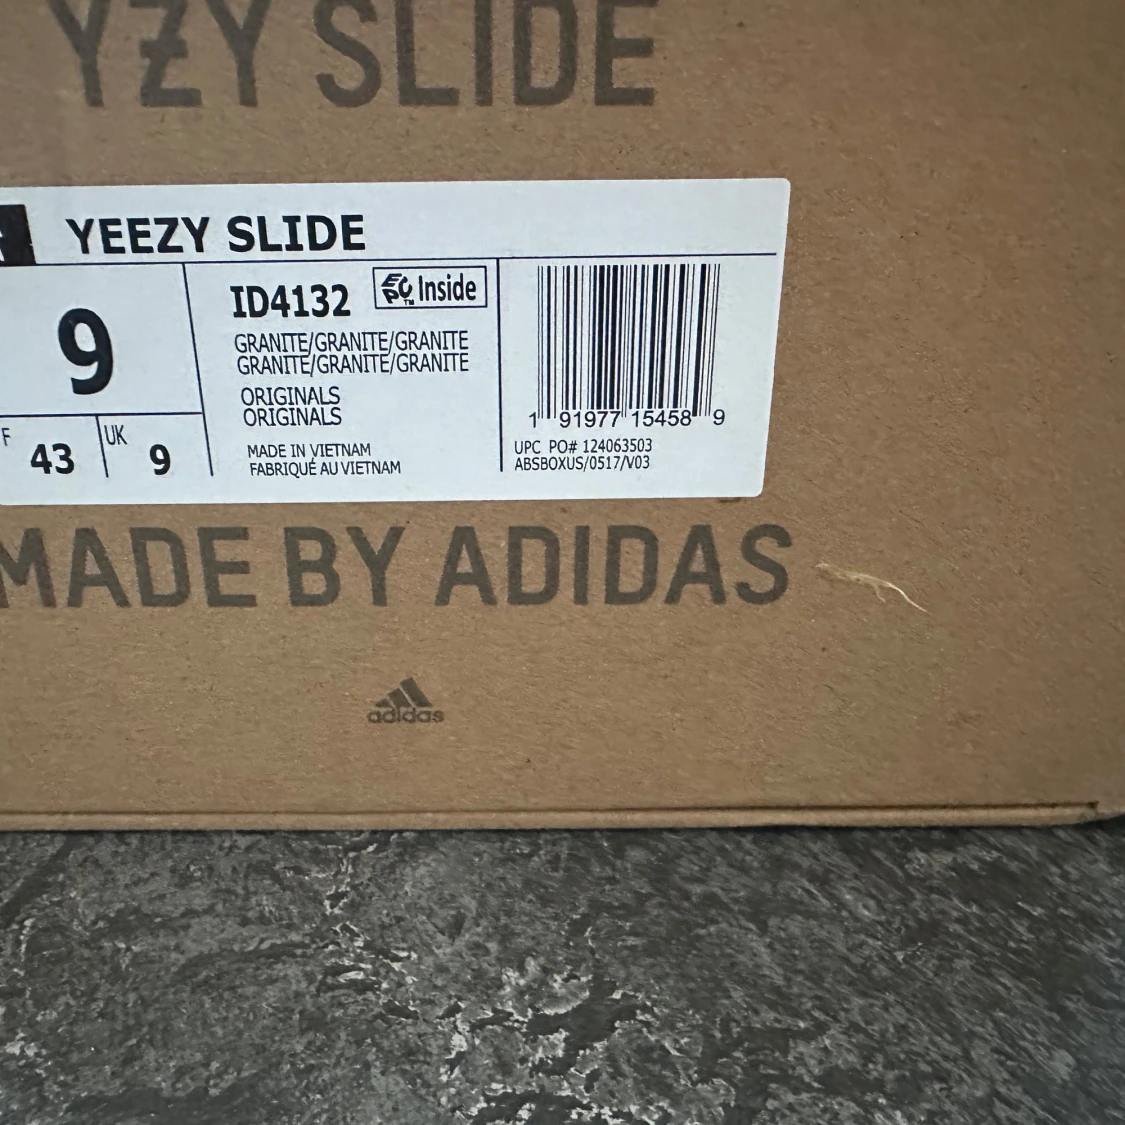 YZY SLIDE
YEEZY SLIDE
9
F 43 UK 9
ID4132 EPC™ Inside
GRANITE/GRANITE/GRANITE
GRANITE/GRANITE/GRANITE
ORIGINALS
ORIGINALS
MADE IN VIETNAM
FABRIQUÉ AU VIETNAM
1 91977 15458 9
UPC PO# 124063503
ABSBOXUS/0517/V03
MADE BY ADIDAS
adidas